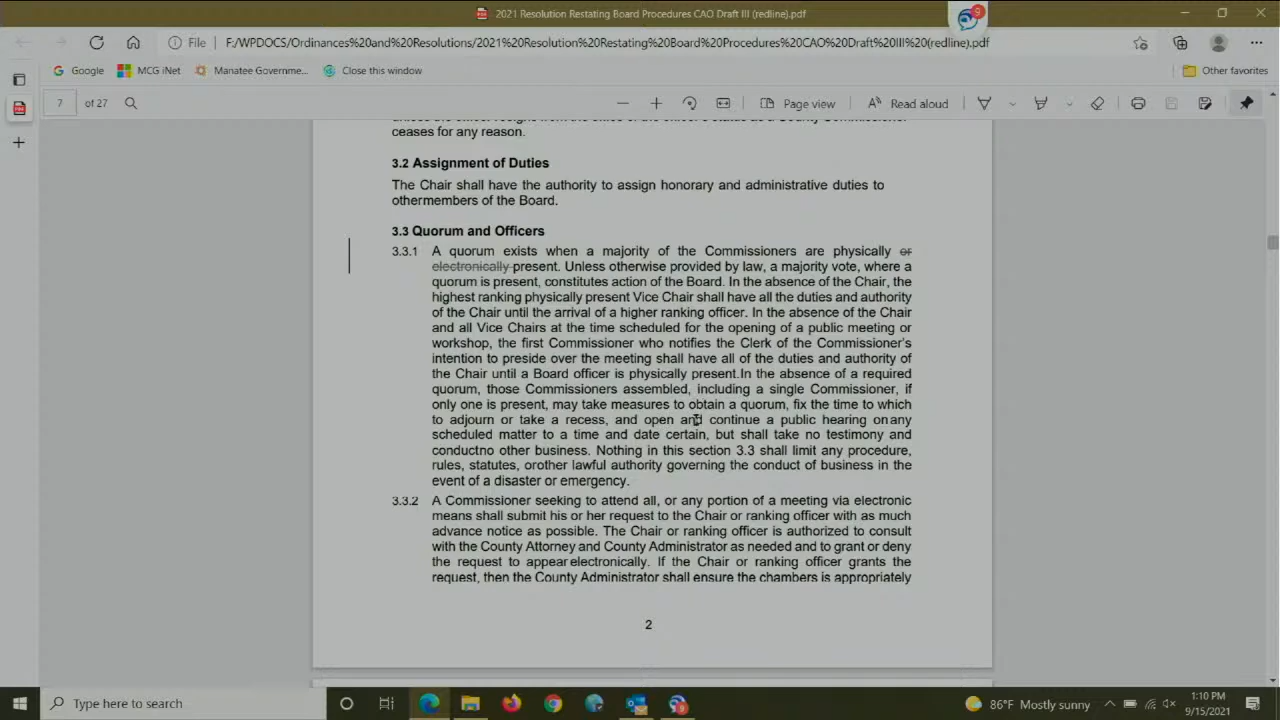 2021 Resolution Restating Board Procedures CAO Draft III (redline).pdf
9
File
F:/WPDOCS/Ordinances%20and%20Resolutions/2021%20Resolution%20Restating%20Board%20Procedures%20CAO%20Draft%20III%20(redline).pdf
Google MCG iNet Manatee Governme... Close this window Other favorites
7 of 27 Page view Read aloud
ceases for any reason.
3.2 Assignment of Duties
The Chair shall have the authority to assign honorary and administrative duties to
othermembers of the Board.
3.3 Quorum and Officers
3.3.1 A quorum exists when a majority of the Commissioners are physically or
electronically present. Unless otherwise provided by law, a majority vote, where a
quorum is present, constitutes action of the Board. In the absence of the Chair, the
highest ranking physically present Vice Chair shall have all the duties and authority
of the Chair until the arrival of a higher ranking officer. In the absence of the Chair
and all Vice Chairs at the time scheduled for the opening of a public meeting or
workshop, the first Commissioner who notifies the Clerk of the Commissioner's
intention to preside over the meeting shall have all of the duties and authority of
the Chair until a Board officer is physically present.In the absence of a required
quorum, those Commissioners assembled, including a single Commissioner, if
only one is present, may take measures to obtain a quorum, fix the time to which
to adjourn or take a recess, and open and continue a public hearing onany
scheduled matter to a time and date certain, but shall take no testimony and
conductno other business. Nothing in this section 3.3 shall limit any procedure,
rules, statutes, orother lawful authority governing the conduct of business in the
event of a disaster or emergency.
3.3.2 A Commissioner seeking to attend all, or any portion of a meeting via electronic
means shall submit his or her request to the Chair or ranking officer with as much
advance notice as possible. The Chair or ranking officer is authorized to consult
with the County Attorney and County Administrator as needed and to grant or deny
the request to appear electronically. If the Chair or ranking officer grants the
request, then the County Administrator shall ensure the chambers is appropriately
2
Type here to search
86°F Mostly sunny
1:10 PM
9/15/2021